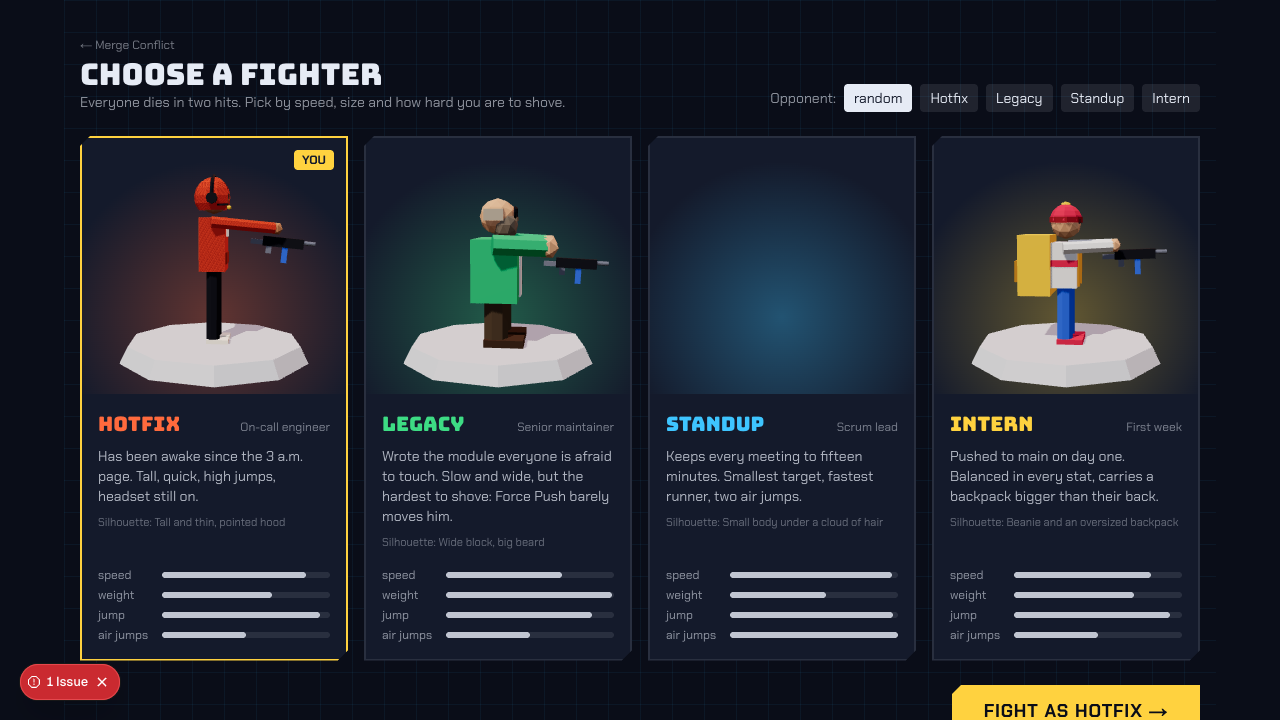 ← Merge Conflict
CHOOSE A FIGHTER
Everyone dies in two hits. Pick by speed, size and how hard you are to shove.
Opponent: random Hotfix Legacy Standup Intern
YOU
HOTFIX On-call engineer
Has been awake since the 3 a.m.
page. Tall, quick, high jumps,
headset still on.
Silhouette: Tall and thin, pointed hood
speed
weight
jump
air jumps
LEGACY Senior maintainer
Wrote the module everyone is afraid
to touch. Slow and wide, but the
hardest to shove: Force Push barely
moves him.
Silhouette: Wide block, big beard
speed
weight
jump
air jumps
STANDUP Scrum lead
Keeps every meeting to fifteen
minutes. Smallest target, fastest
runner, two air jumps.
Silhouette: Small body under a cloud of hair
speed
weight
jump
air jumps
INTERN First week
Pushed to main on day one.
Balanced in every stat, carries a
backpack bigger than their back.
Silhouette: Beanie and an oversized backpack
speed
weight
jump
air jumps
1 Issue
FIGHT AS HOTFIX →